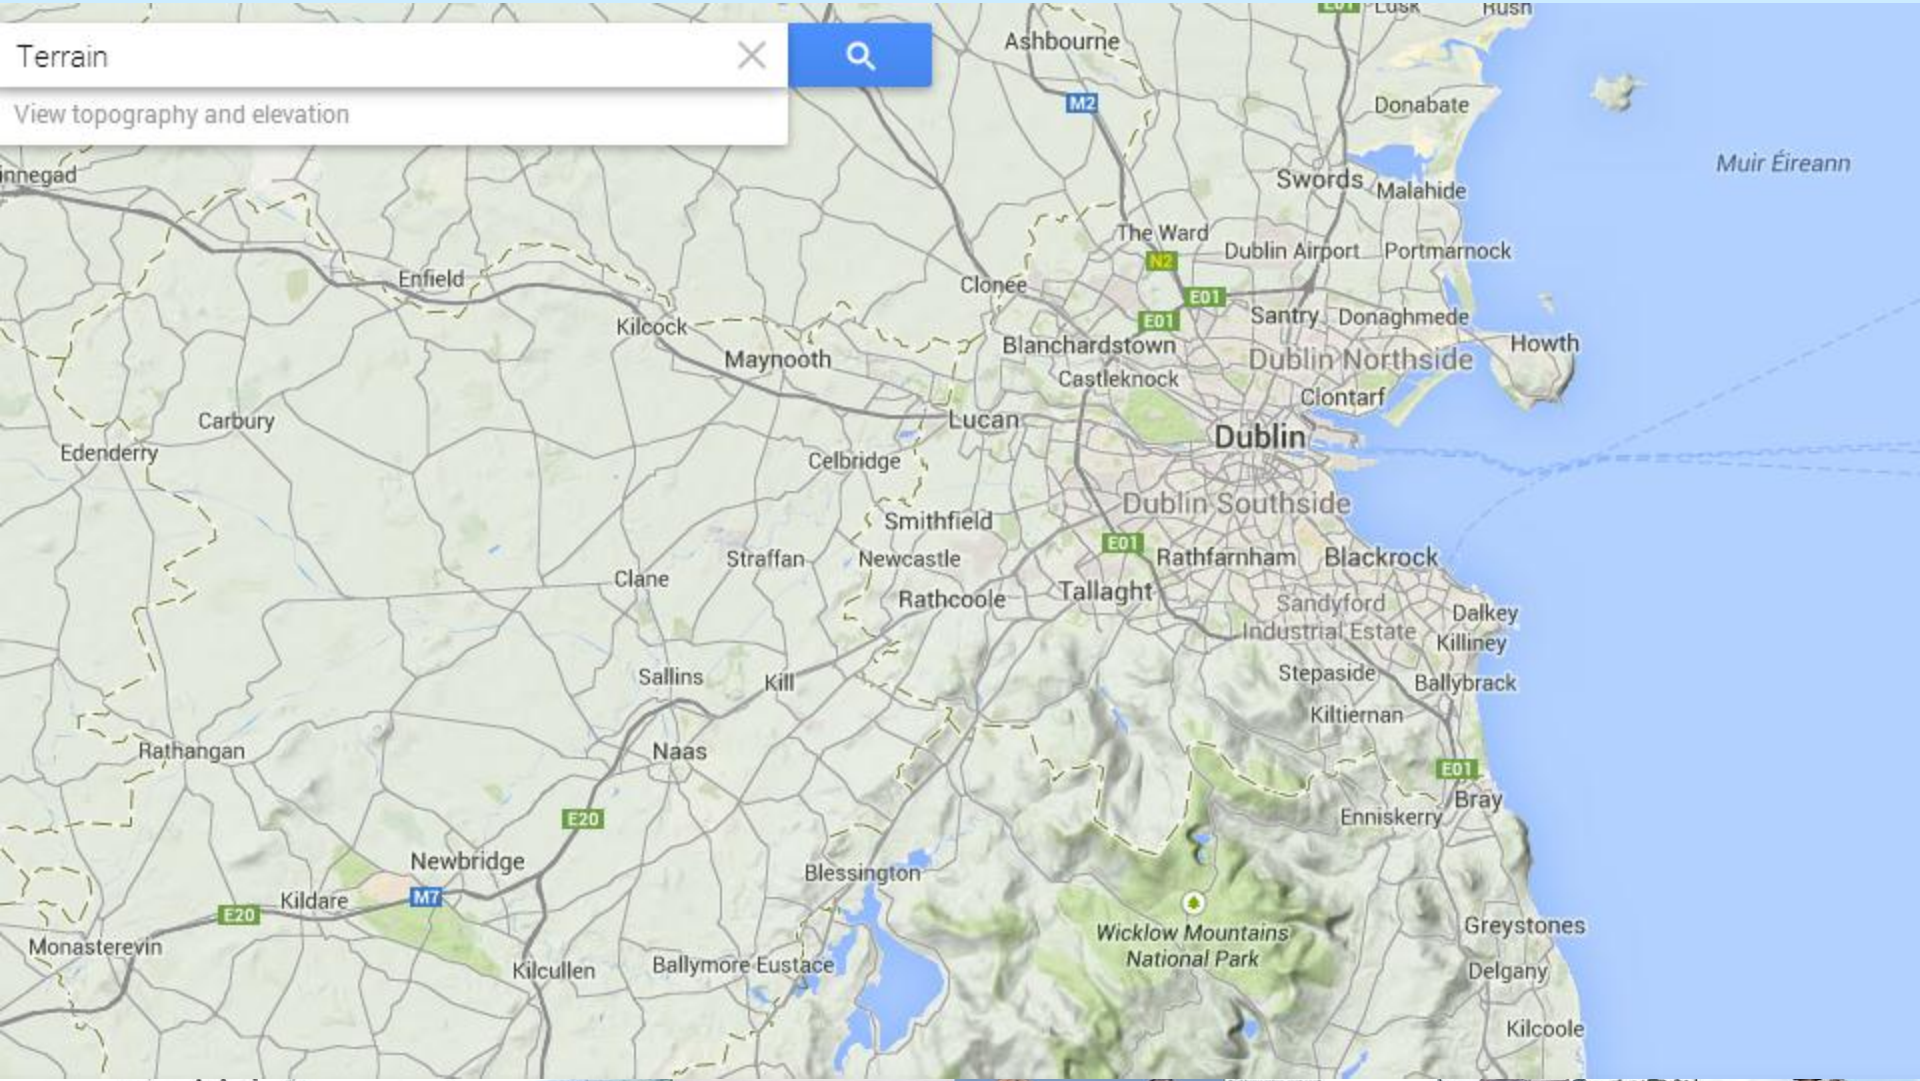 Lusk
Rush
Terrain
Ashbourne
View topography and elevation
M2
Donabate
Muir Éireann
innegad
Swords
Malahide
The Ward
Dublin Airport
Portmarnock
N2
Enfield
Clonee
E01
Kilcock
E01
Santry
Donaghmede
Blanchardstown
Howth
Maynooth
Dublin Northside
Castleknock
Clontarf
Carbury
Lucan
Dublin
Edenderry
Celbridge
Dublin Southside
Smithfield
E01
Straffan
Newcastle
Rathfarnham
Blackrock
Clane
Rathcoole
Tallaght
Sandyford
Industrial Estate
Dalkey
Killiney
Sallins
Kill
Stepaside
Ballybrack
Kiltiernan
Rathangan
Naas
E01
Bray
E20
Enniskerry
Newbridge
Blessington
Kildare
M7
E20
Wicklow Mountains
National Park
Greystones
Monasterevin
Kilcullen
Ballymore Eustace
Delgany
Kilcoole